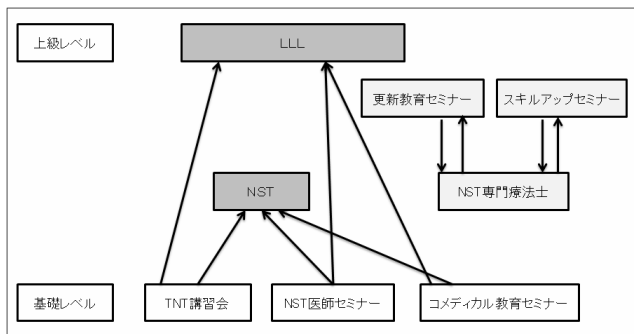 上級レベル
LLL
更新教育セミナー
スキルアップセミナー
NST
NST専門療法士
基礎レベル
TNT講習会
NST医師セミナー
コメディカル教育セミナー